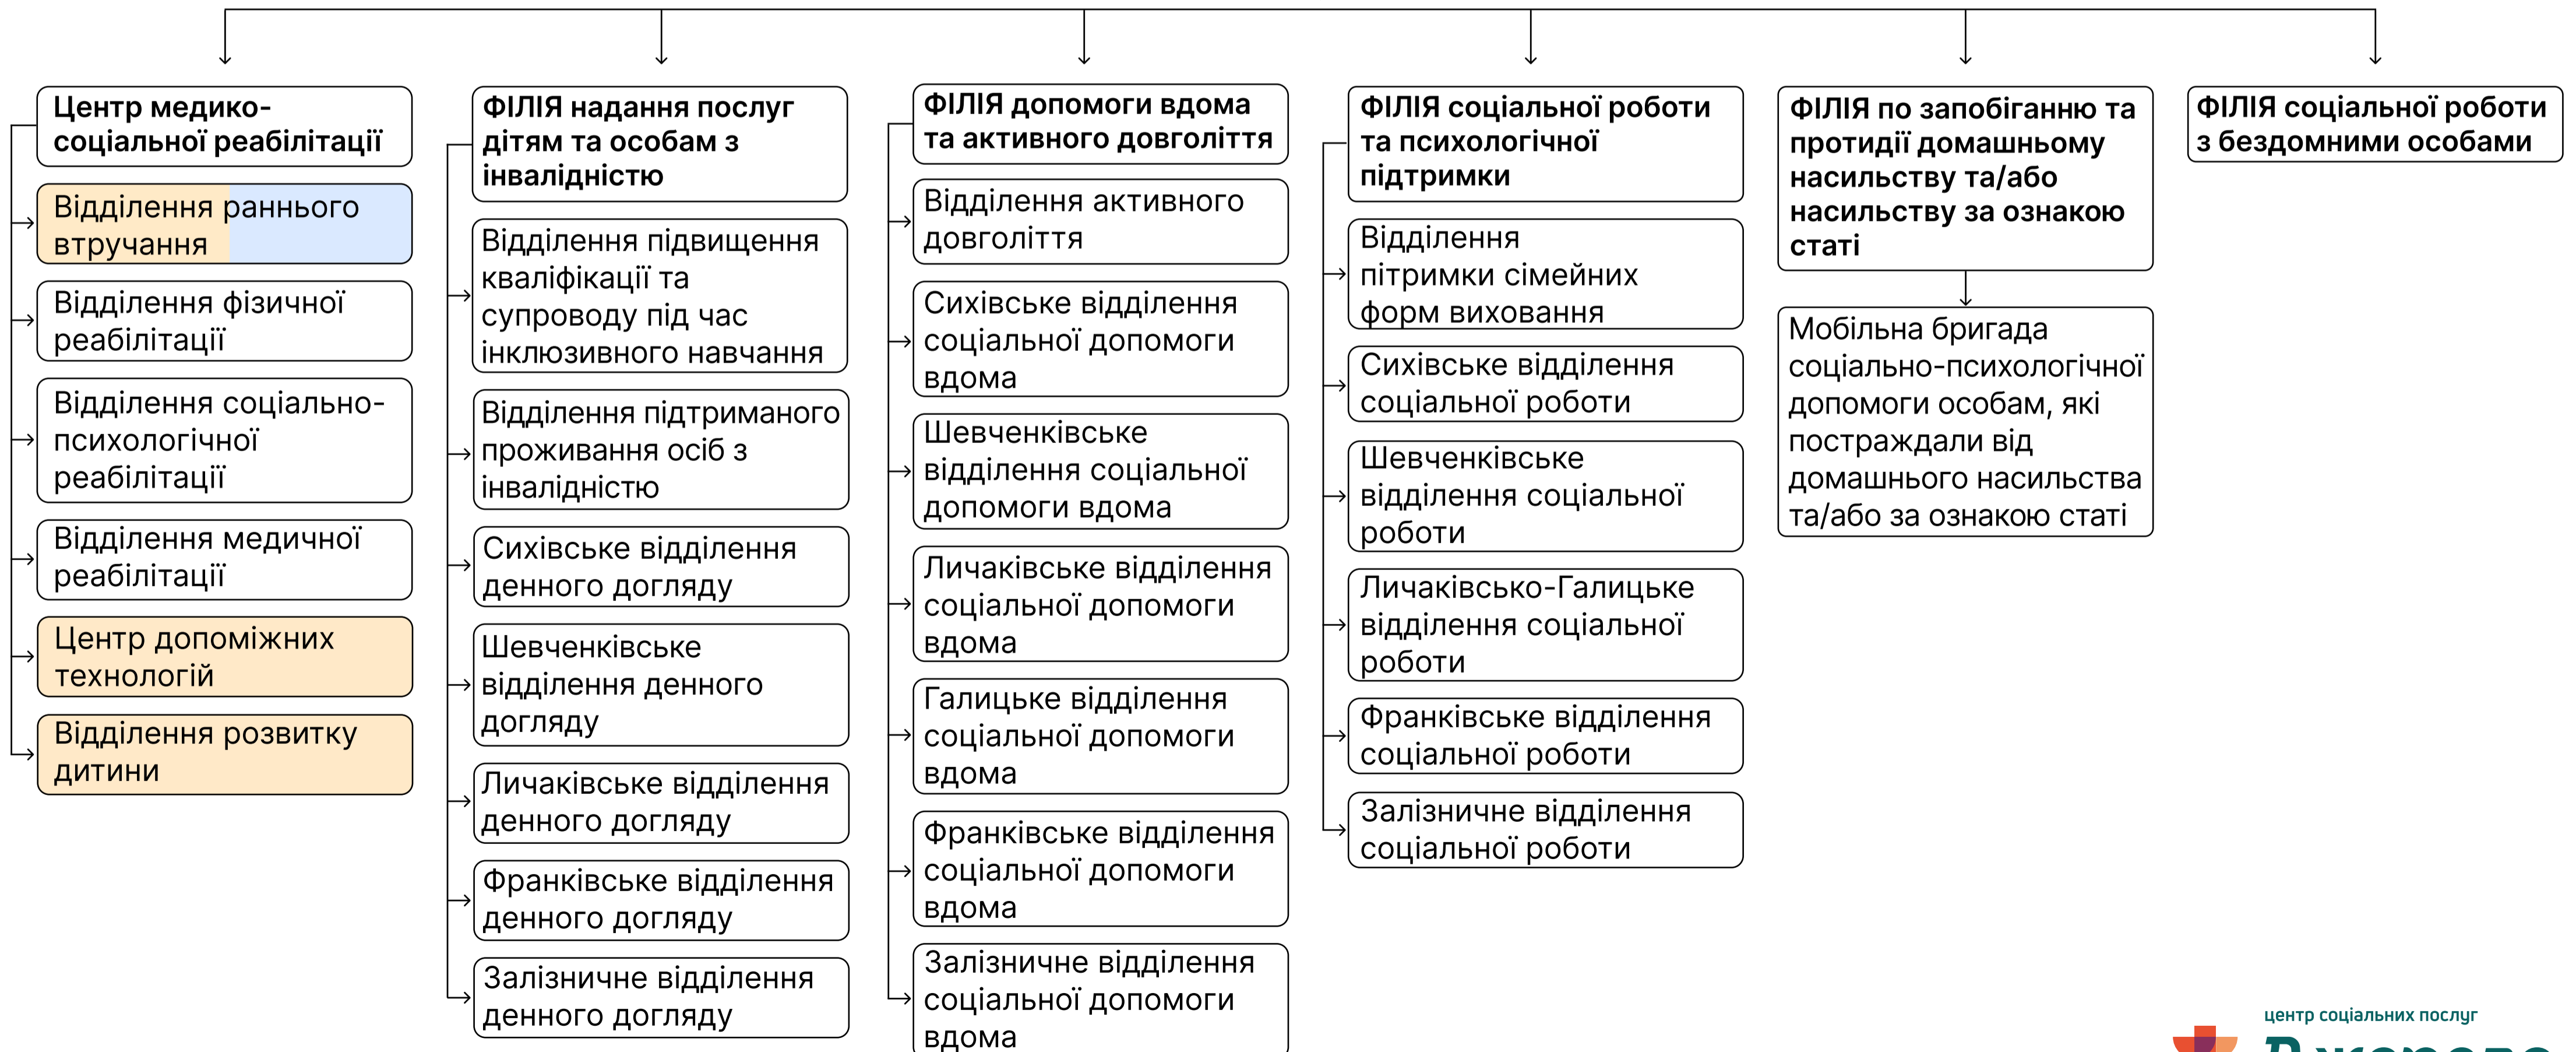 Центр медико-
соціальної реабілітації
Відділення раннього
втручання
Відділення фізичної
реабілітації
Відділення соціально-
психологічної
реабілітації
Відділення медичної
реабілітації
Центр допоміжних
технологій
Відділення розвитку
дитини
ФІЛІЯ надання послуг
дітям та особам з
інвалідністю
Відділення підвищення
кваліфікації та
супроводу під час
інклюзивного навчання
Відділення підтриманого
проживання осіб з
інвалідністю
Сихівське відділення
денного догляду
Шевченківське
відділення денного
догляду
Личаківське відділення
денного догляду
Франківське відділення
денного догляду
Залізничне відділення
денного догляду
ФІЛІЯ допомоги вдома
та активного довголіття
Відділення активного
довголіття
Сихівське відділення
соціальної допомоги
вдома
Шевченківське
відділення соціальної
допомоги вдома
Личаківське відділення
соціальної допомоги
вдома
Галицьке відділення
соціальної допомоги
вдома
Франківське відділення
соціальної допомоги
вдома
Залізничне відділення
соціальної допомоги
вдома
ФІЛІЯ соціальної роботи
та психологічної
підтримки
Відділення
пітримки сімейних
форм виховання
Сихівське відділення
соціальної роботи
Шевченківське
відділення соціальної
роботи
Личаківсько-Галицьке
відділення соціальної
роботи
Франківське відділення
соціальної роботи
Залізничне відділення
соціальної роботи
ФІЛІЯ по запобіганню та
протидії домашньому
насильству та/або
насильству за ознакою
статі
Мобільна бригада
соціально-психологічної
допомоги особам, які
постраждали від
домашнього насильства
та/або за ознакою статі
ФІЛІЯ соціальної роботи
з бездомними особами
центр соціальних послуг